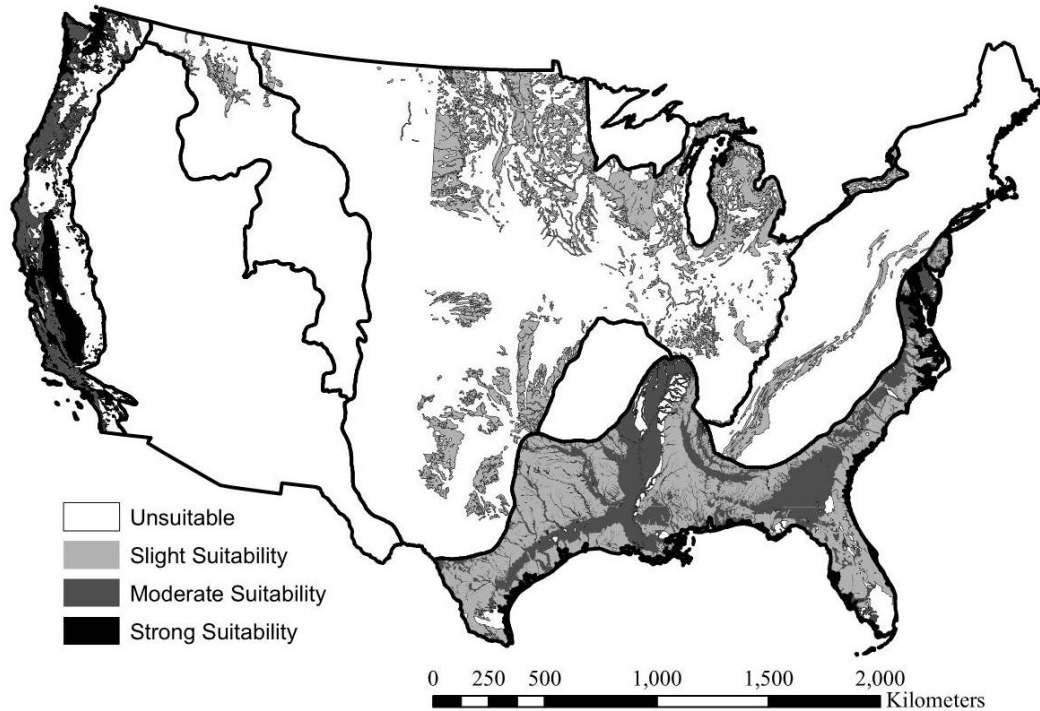 Unsuitable
Slight Suitability
Moderate Suitability
Strong Suitability
0 250 500 1,000 1,500 2,000
Kilometers